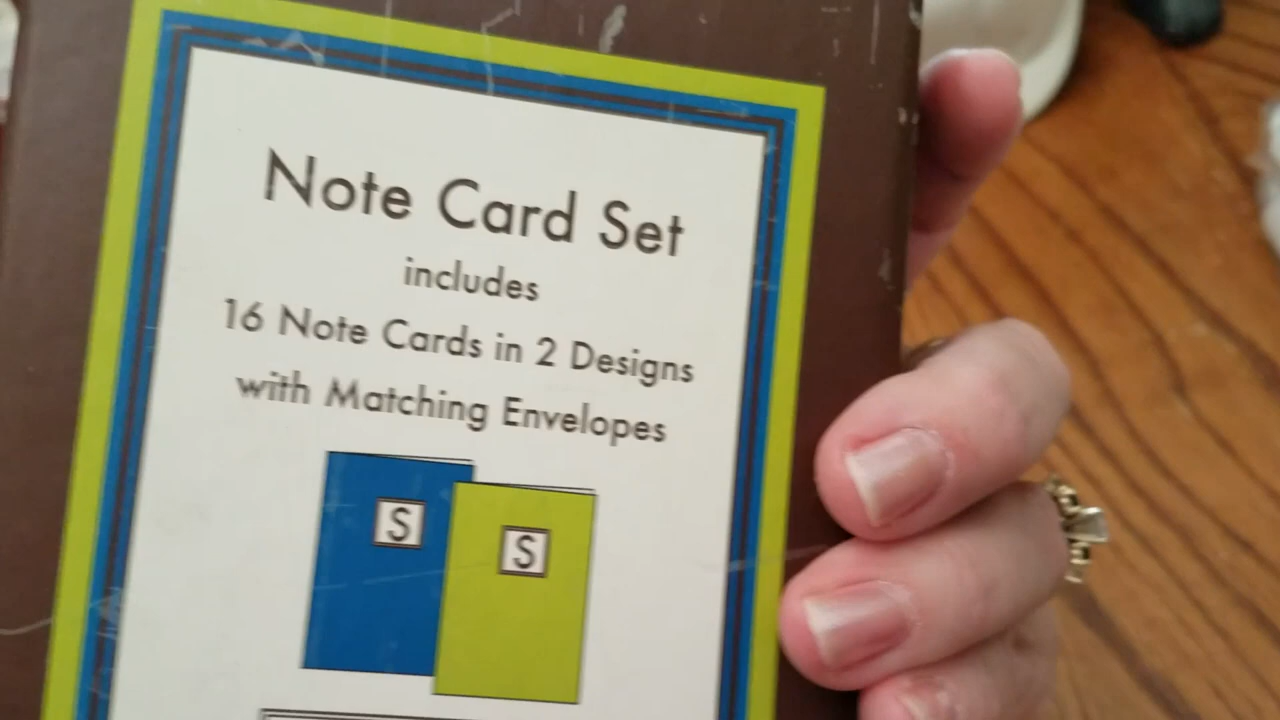 Note Card Set
includes
16 Note Cards in 2 Designs
with Matching Envelopes
S
S